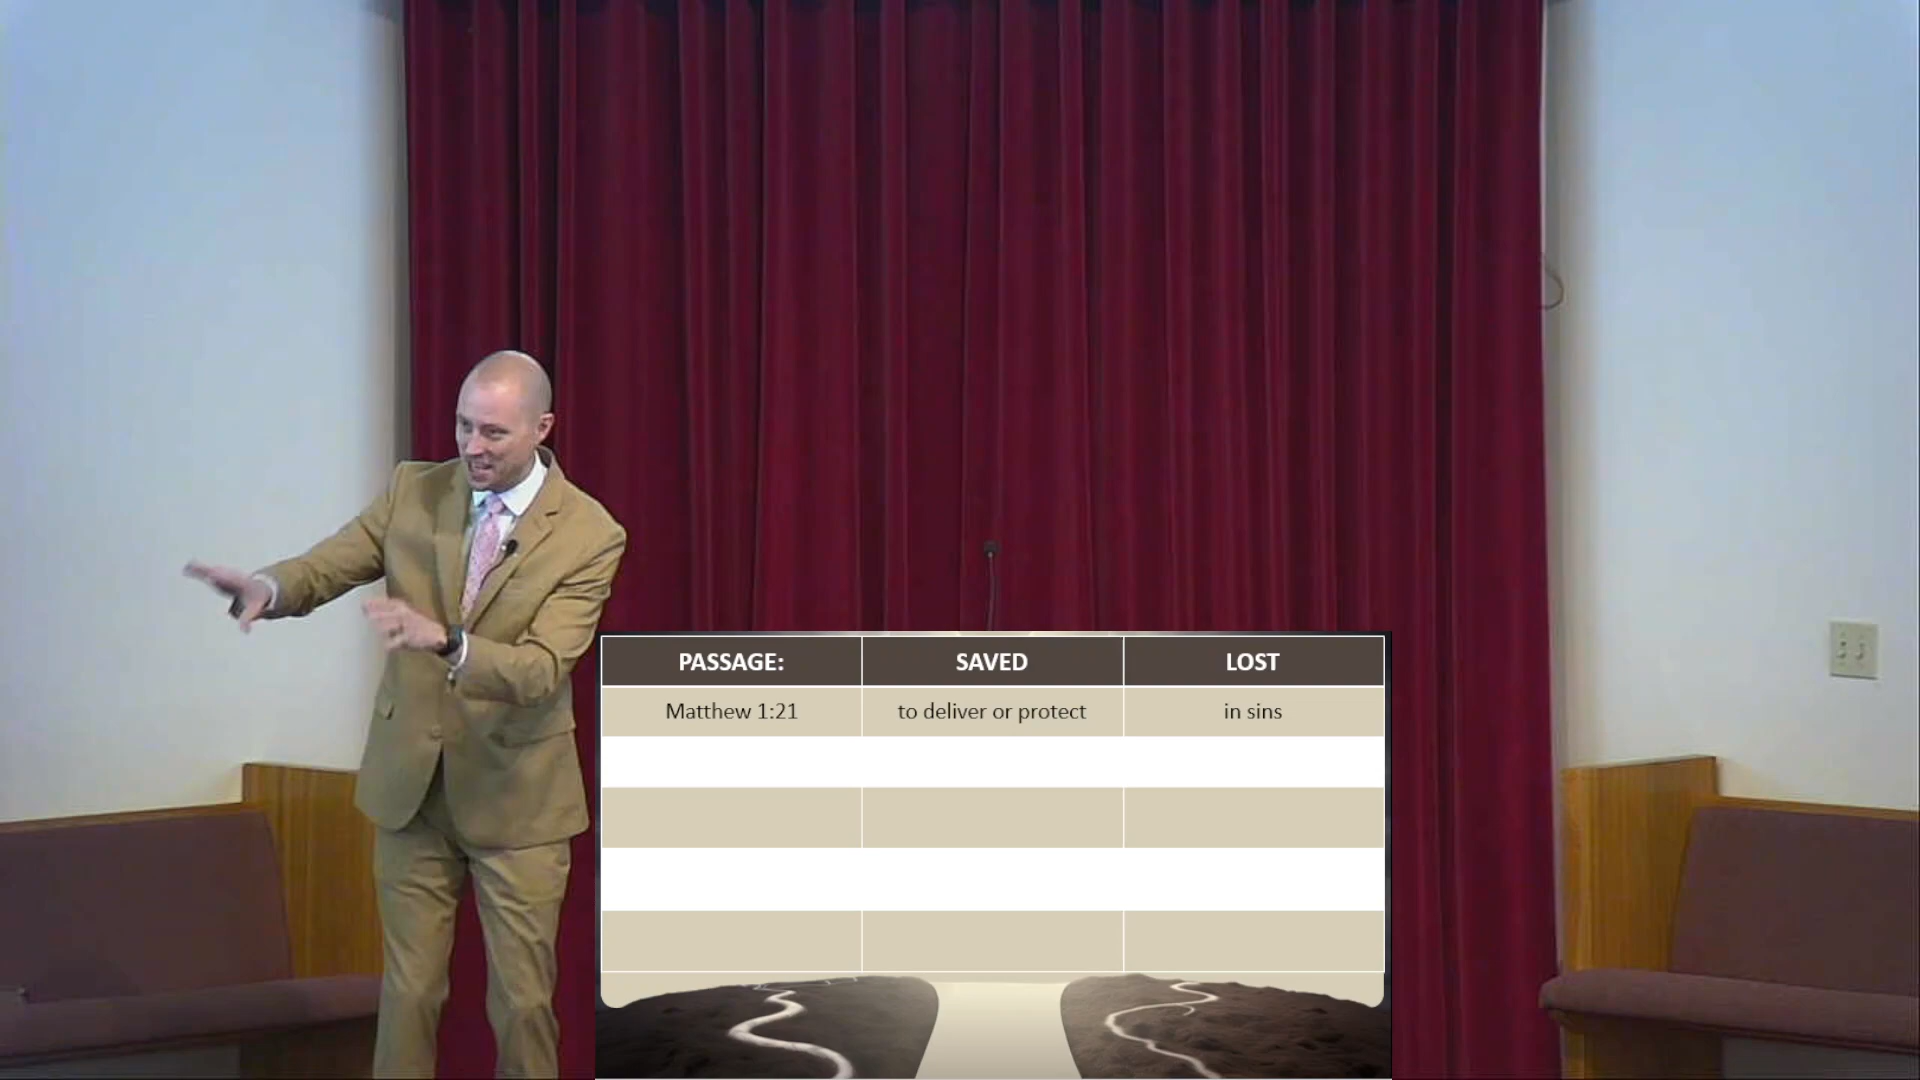 PASSAGE: SAVED LOST
Matthew 1:21 to deliver or protect in sins